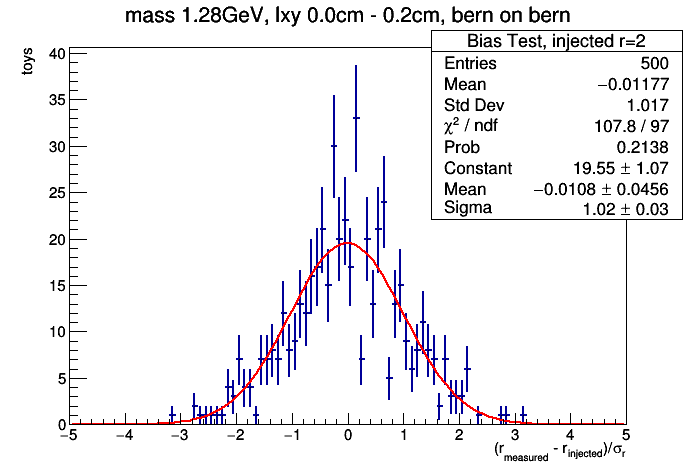 mass 1.28GeV, lxy 0.0cm - 0.2cm, bern on bern
Bias Test, injected r=2
Entries 500
Mean −0.01177
Std Dev 1.017
χ² / ndf 107.8 / 97
Prob 0.2138
Constant 19.55 ± 1.07
Mean −0.0108 ± 0.0456
Sigma 1.02 ± 0.03
toys
40
35
30
25
20
15
10
5
0
−5 −4 −3 −2 −1 0 1 2 3 4 5
(r_measured - r_injected)/σ_r